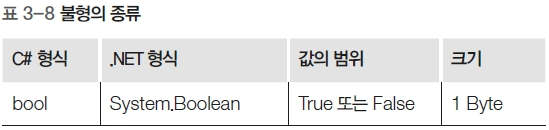 표 3-8 불형의 종류
C# 형식 .NET 형식 값의 범위 크기
bool System.Boolean True 또는 False 1 Byte